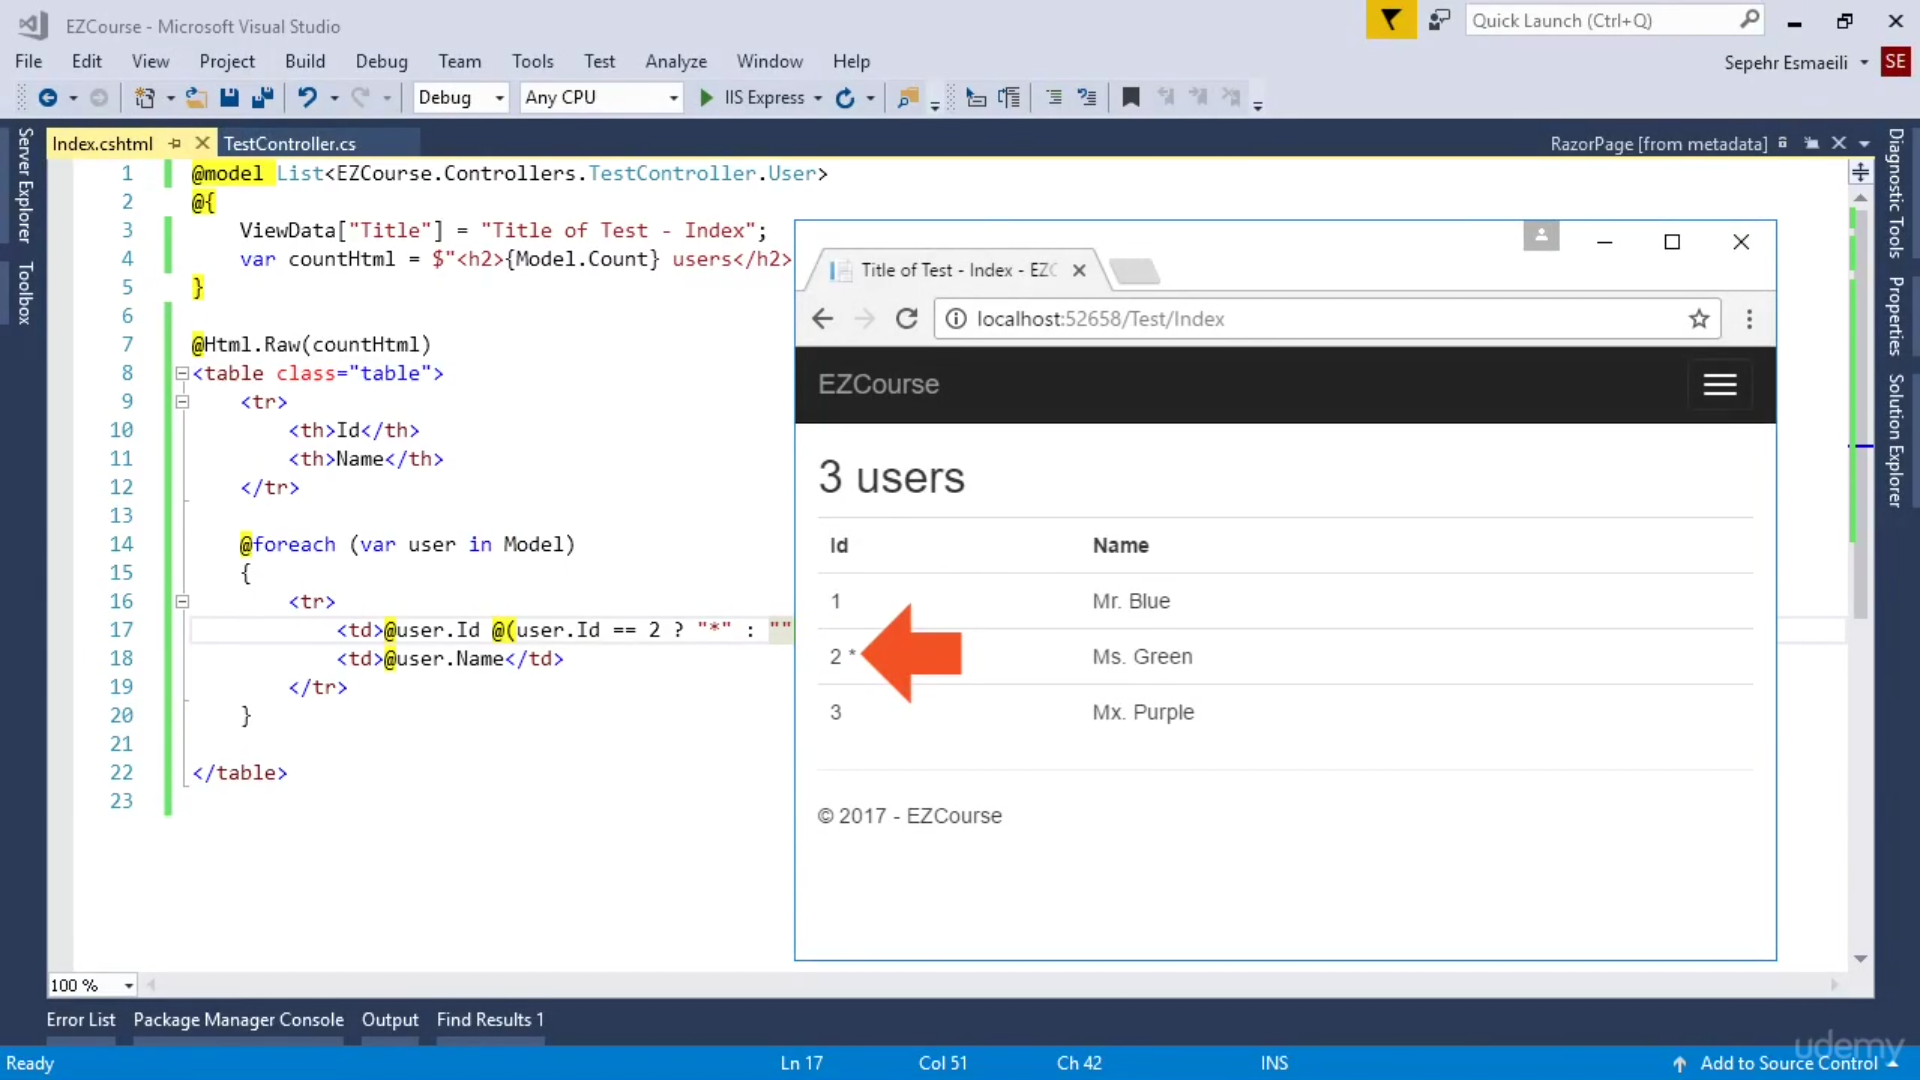 EZCourse - Microsoft Visual Studio
Quick Launch (Ctrl+Q)
File Edit View Project Build Debug Team Tools Test Analyze Window Help
Sepehr Esmaeili SE
Debug Any CPU IIS Express
Server Explorer
Toolbox
Index.cshtml TestController.cs
RazorPage [from metadata]
Diagnostic Tools
Properties
Solution Explorer
1 @model List<EZCourse.Controllers.TestController.User>
2 @{
3 ViewData["Title"] = "Title of Test - Index";
4 var countHtml = $"<h2>{Model.Count} users</h2>
5 }
6
7 @Html.Raw(countHtml)
8 <table class="table">
9 <tr>
10 <th>Id</th>
11 <th>Name</th>
12 </tr>
13
14 @foreach (var user in Model)
15 {
16 <tr>
17 <td>@user.Id @(user.Id == 2 ? "*" : ""
18 <td>@user.Name</td>
19 </tr>
20 }
21
22 </table>
23
Title of Test - Index - EZC
localhost:52658/Test/Index
EZCourse
3 users
Id Name
1 Mr. Blue
2 * Ms. Green
3 Mx. Purple
© 2017 - EZCourse
100 %
Error List Package Manager Console Output Find Results 1
Ready Ln 17 Col 51 Ch 42 INS Add to Source Control
udemy